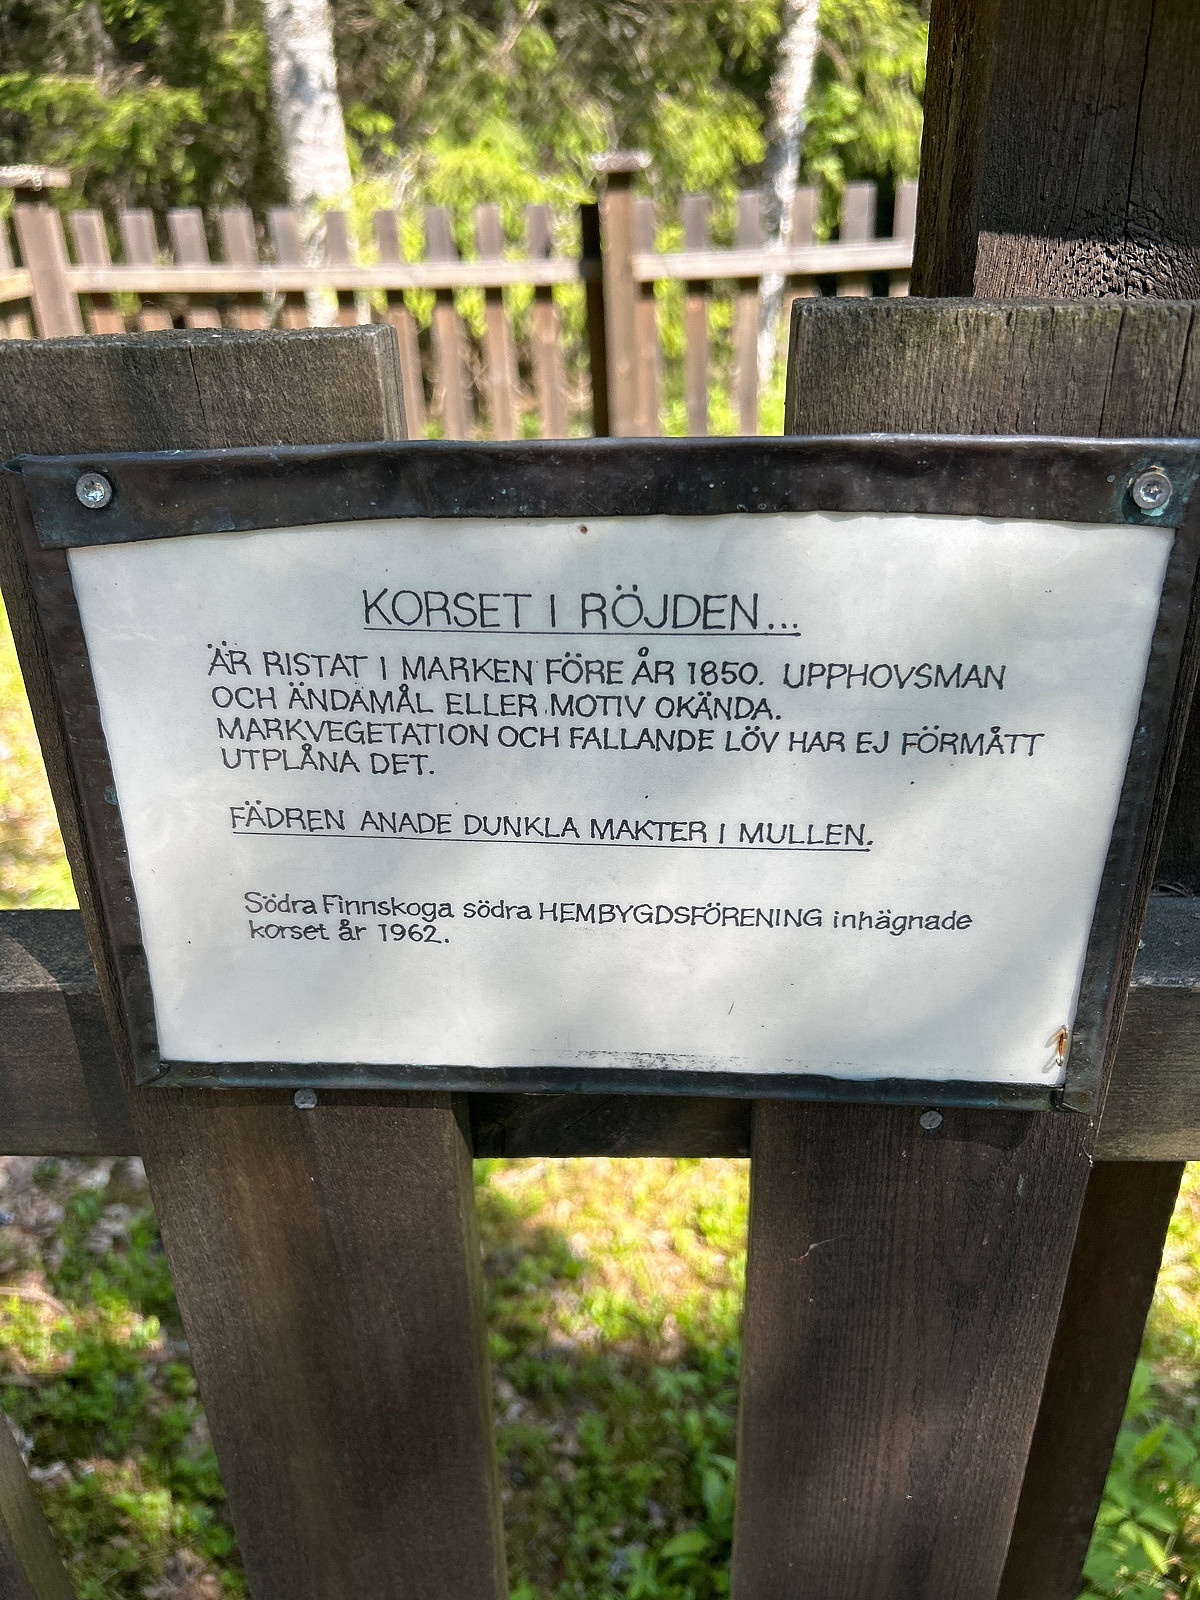 KORSET I RÖJDEN...
ÄR RISTAT I MARKEN FÖRE ÅR 1850. UPPHOVSMAN
OCH ÄNDAMÅL ELLER MOTIV OKÄNDA.
MARKVEGETATION OCH FALLANDE LÖV HAR EJ FÖRMÅTT
UTPLÅNA DET.
FÄDREN ANADE DUNKLA MAKTER I MULLEN.
Södra Finnskoga södra HEMBYGDSFÖRENING inhägnade
korset år 1962.